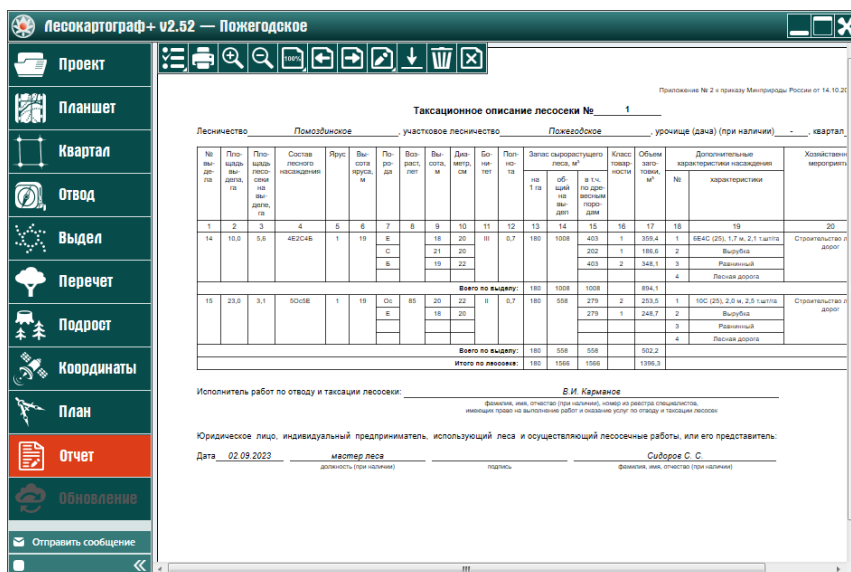 Лесокартограф+ v2.52 — Пожегодское
Проект
Планшет
Квартал
Отвод
Выдел
Перечет
Подрост
Координаты
План
Отчет
Обновление
Отправить сообщение
100%
Приложение № 2 к приказу Минприроды России от 14.10.20
Таксационное описание лесосеки № 1
Лесничество Помоздинское , участковое лесничество Пожегодское , урочище (дача) (при наличии) - , квартал
№ вы- де- ла
Пло- щадь вы- дела, га
Пло- щадь лесо- секи на вы- деле, га
Состав лесного насаждения
Ярус
Вы- сота яруса, м
По- ро- да
Воз- раст, лет
Вы- сота, м
Диа- метр, см
Бо- ни- тет
Пол- но- та
Запас сырорастущего леса, м³
на 1 га
об- щий на вы- дел
в т.ч. по дре- весным поро- дам
Класс товар- ности
Объем заго- товки, м³
Дополнительные характеристики насаждения
№
характеристики
Хозяйственн мероприяти
1 2 3 4 5 6 7 8 9 10 11 12 13 14 15 16 17 18 19 20
14 10,0 5,6 4Е2С4Б 1 19 Е 18 20 III 0,7 180 1008 403 1 359,4 1 6Е4С (25), 1,7 м, 2,1 т.шт/га Строительство л
С 21 20 202 1 186,6 2 Вырубка дорог
Б 19 22 403 2 348,1 3 Равнинный
4 Лесная дорога
Всего по выделу: 180 1008 1008 894,1
15 23,0 3,1 5Ос5Е 1 19 Ос 85 20 22 II 0,7 180 558 279 2 253,5 1 10С (25), 2,0 м, 2,5 т.шт/га Строительство л
Е 18 20 279 1 248,7 2 Вырубка дорог
3 Равнинный
4 Лесная дорога
Всего по выделу: 180 558 558 502,2
Итого по лесосеке: 180 1566 1566 1396,3
Исполнитель работ по отводу и таксации лесосеки: В.И. Карманов
фамилия, имя, отчество (при наличии), номер из реестра специалистов,
имеющих право на выполнение работ и оказание услуг по отводу и таксации лесосек
Юридическое лицо, индивидуальный предприниматель, использующий леса и осуществляющий лесосечные работы, или его представитель:
Дата 02.09.2023 мастер леса Сидоров С. С.
должность (при наличии) подпись фамилия, имя, отчество (при наличии)